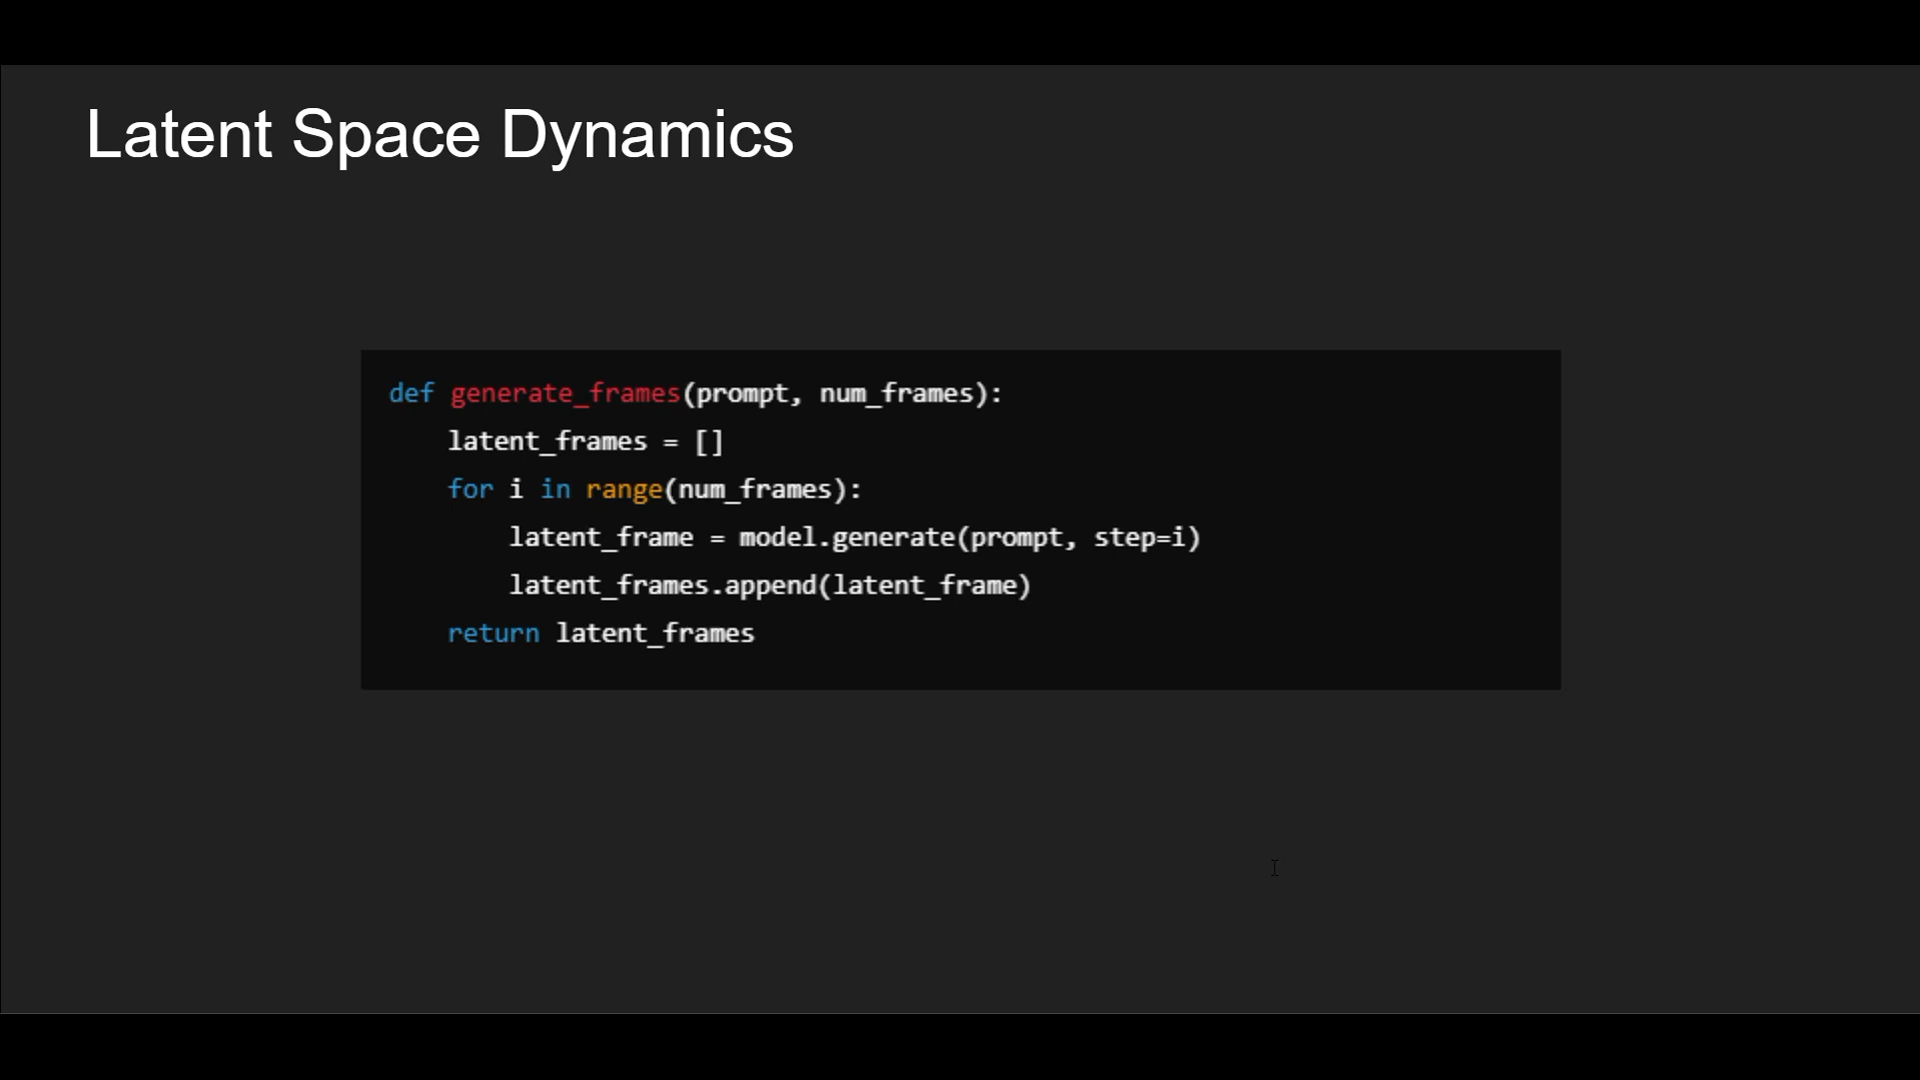 Latent Space Dynamics
def generate_frames(prompt, num_frames):
    latent_frames = []
    for i in range(num_frames):
        latent_frame = model.generate(prompt, step=i)
        latent_frames.append(latent_frame)
    return latent_frames